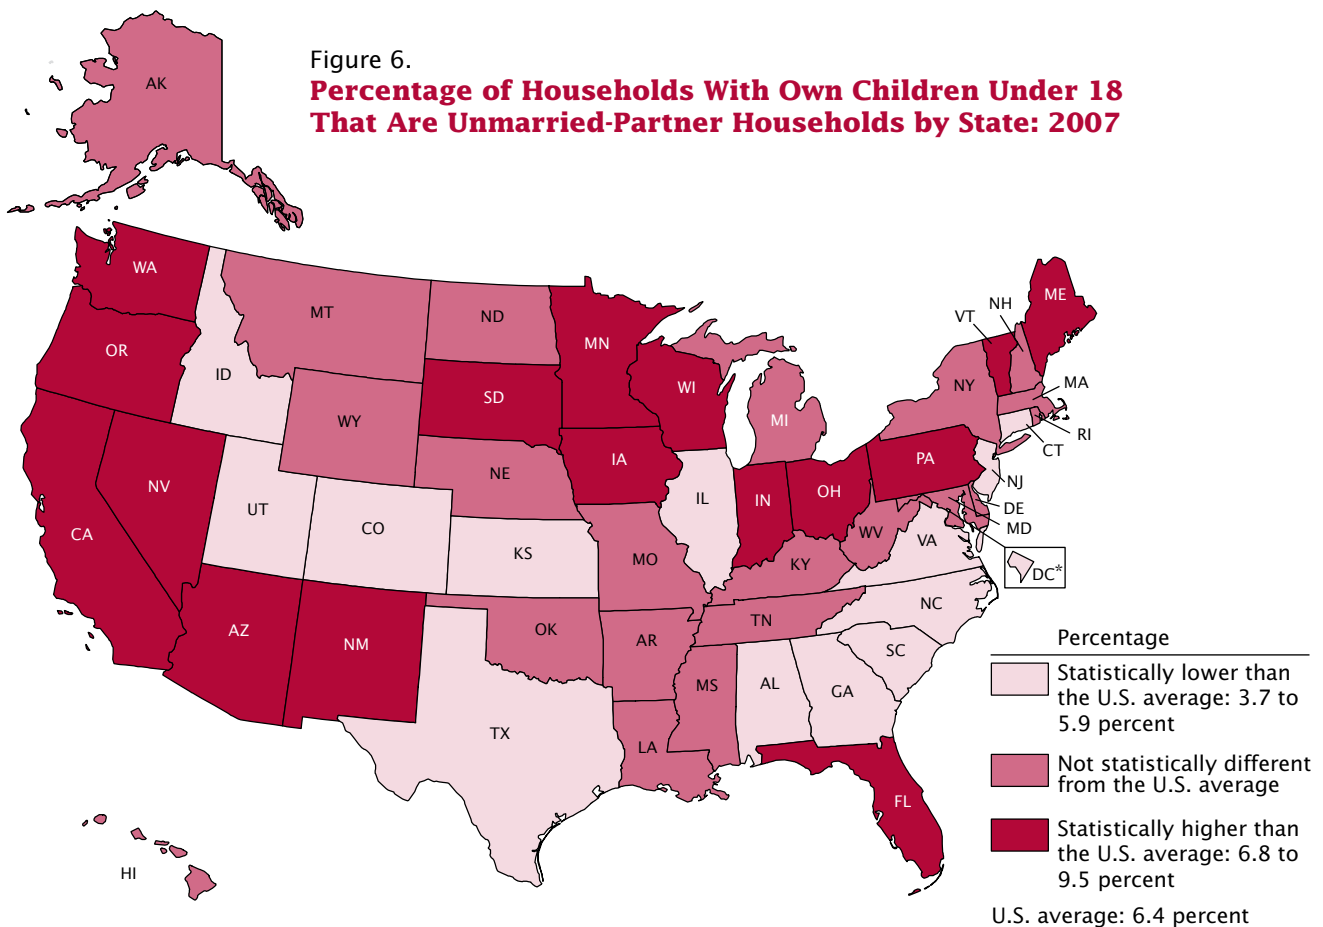 Figure 6.
Percentage of Households With Own Children Under 18
That Are Unmarried-Partner Households by State: 2007
AK
WA
OR
ID
MT
ND
MN
WI
MI
NY
VT
NH
ME
MA
RI
CT
NJ
DE
MD
DC*
WY
SD
IA
NE
NV
CA
UT
CO
KS
MO
IL
IN
OH
PA
WV
VA
KY
NC
TN
SC
AZ
NM
OK
AR
TX
LA
MS
AL
GA
FL
HI
Percentage
Statistically lower than
the U.S. average: 3.7 to
5.9 percent
Not statistically different
from the U.S. average
Statistically higher than
the U.S. average: 6.8 to
9.5 percent
U.S. average: 6.4 percent